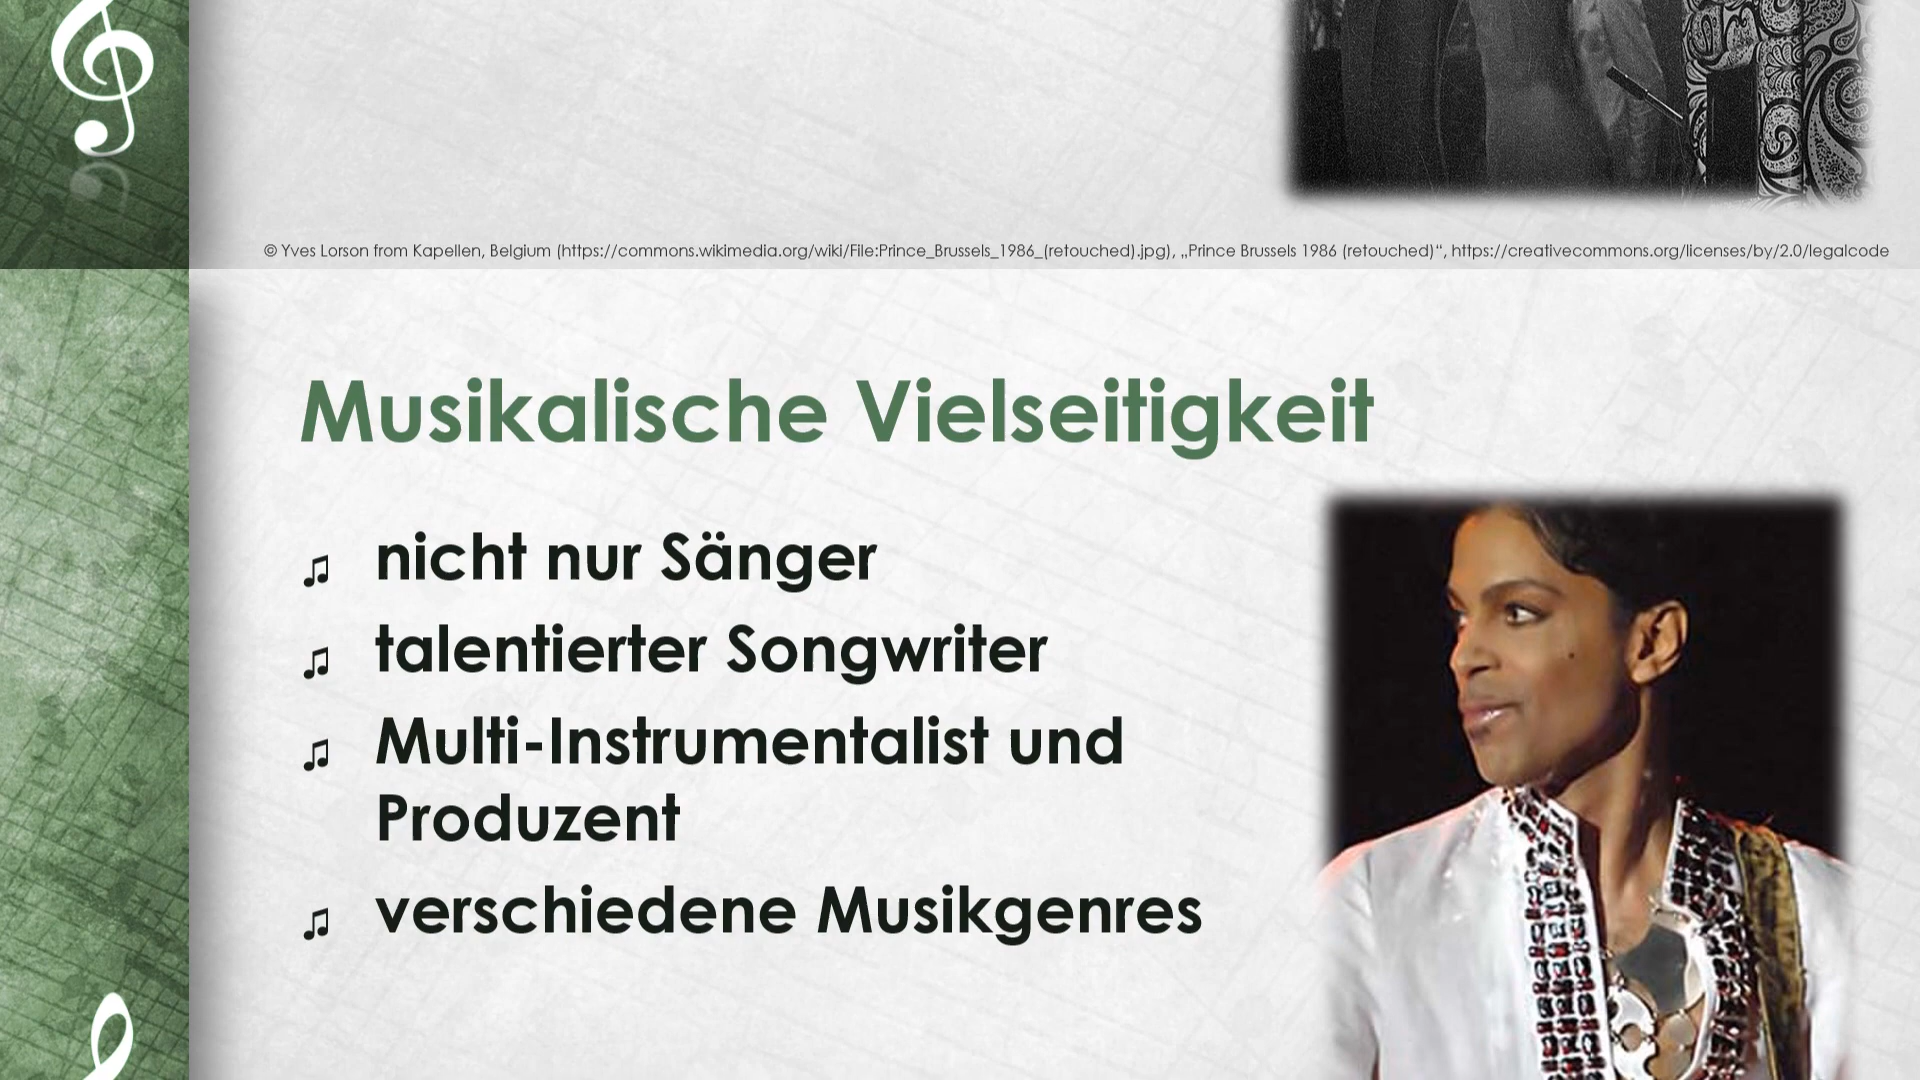 © Yves Lorson from Kapellen, Belgium (https://commons.wikimedia.org/wiki/File:Prince_Brussels_1986_(retouched).jpg), „Prince Brussels 1986 (retouched)“, https://creativecommons.org/licenses/by/2.0/legalcode
Musikalische Vielseitigkeit
nicht nur Sänger
talentierter Songwriter
Multi-Instrumentalist und
Produzent
verschiedene Musikgenres